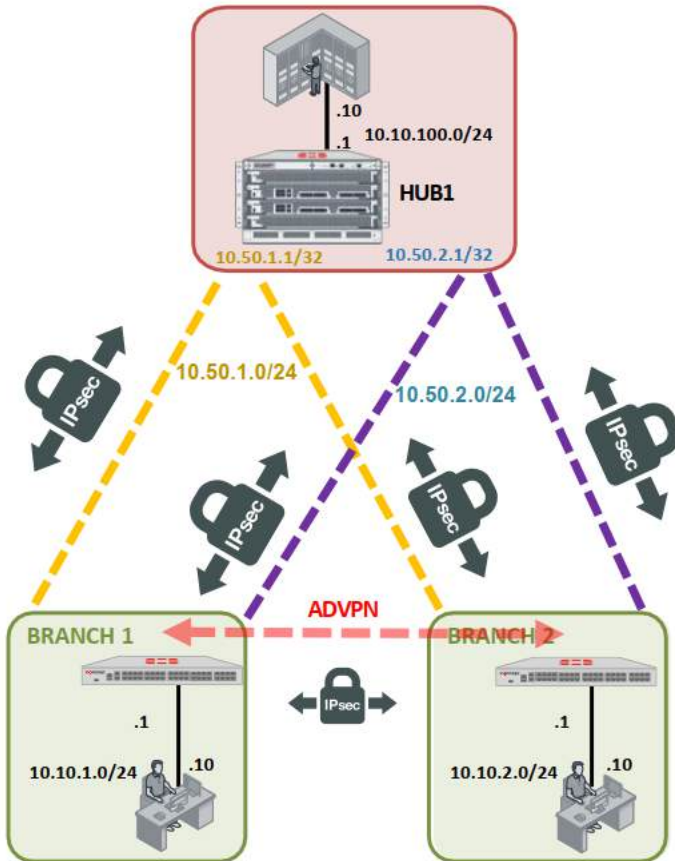 .10
10.10.100.0/24
.1
HUB1
10.50.1.1/32
10.50.2.1/32
IPsec
10.50.1.0/24
10.50.2.0/24
IPsec
IPsec
IPsec
ADVPN
BRANCH 1
BRANCH 2
IPsec
.1
10.10.1.0/24
.10
.1
10.10.2.0/24
.10